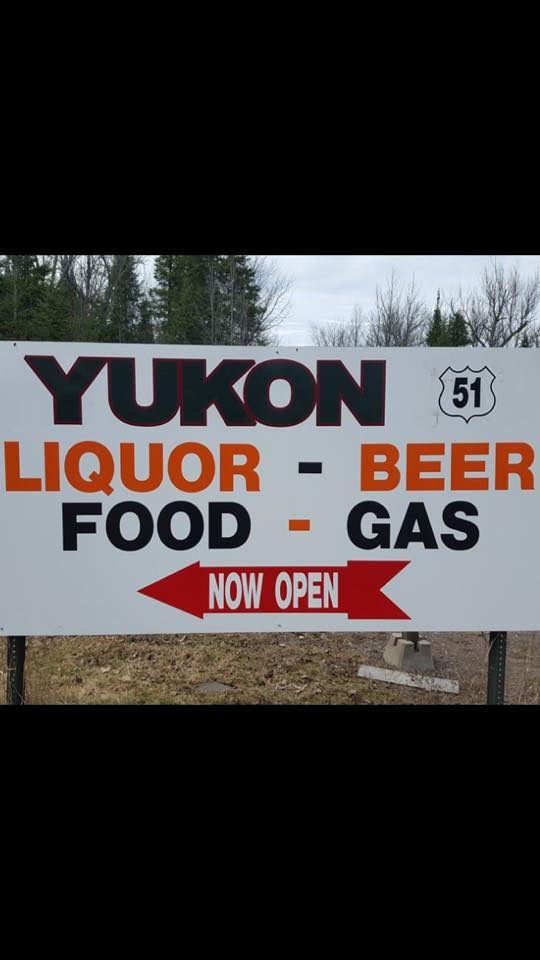 YUKON 51
LIQUOR - BEER
FOOD - GAS
NOW OPEN